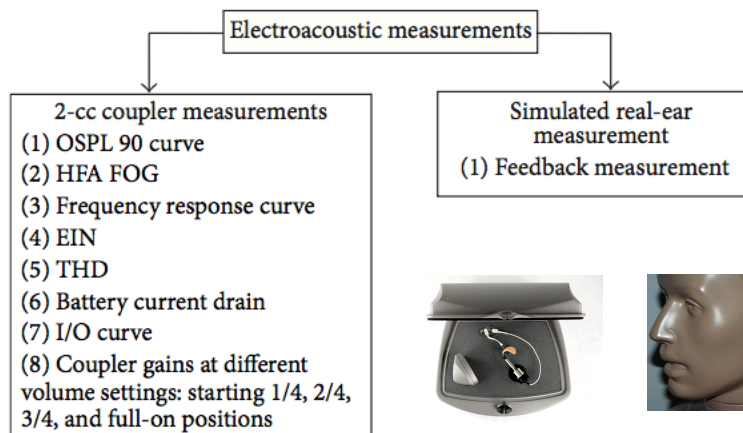 Electroacoustic measurements
2-cc coupler measurements
(1) OSPL 90 curve
(2) HFA FOG
(3) Frequency response curve
(4) EIN
(5) THD
(6) Battery current drain
(7) I/O curve
(8) Coupler gains at different
volume settings: starting 1/4, 2/4,
3/4, and full-on positions
Simulated real-ear
measurement
(1) Feedback measurement